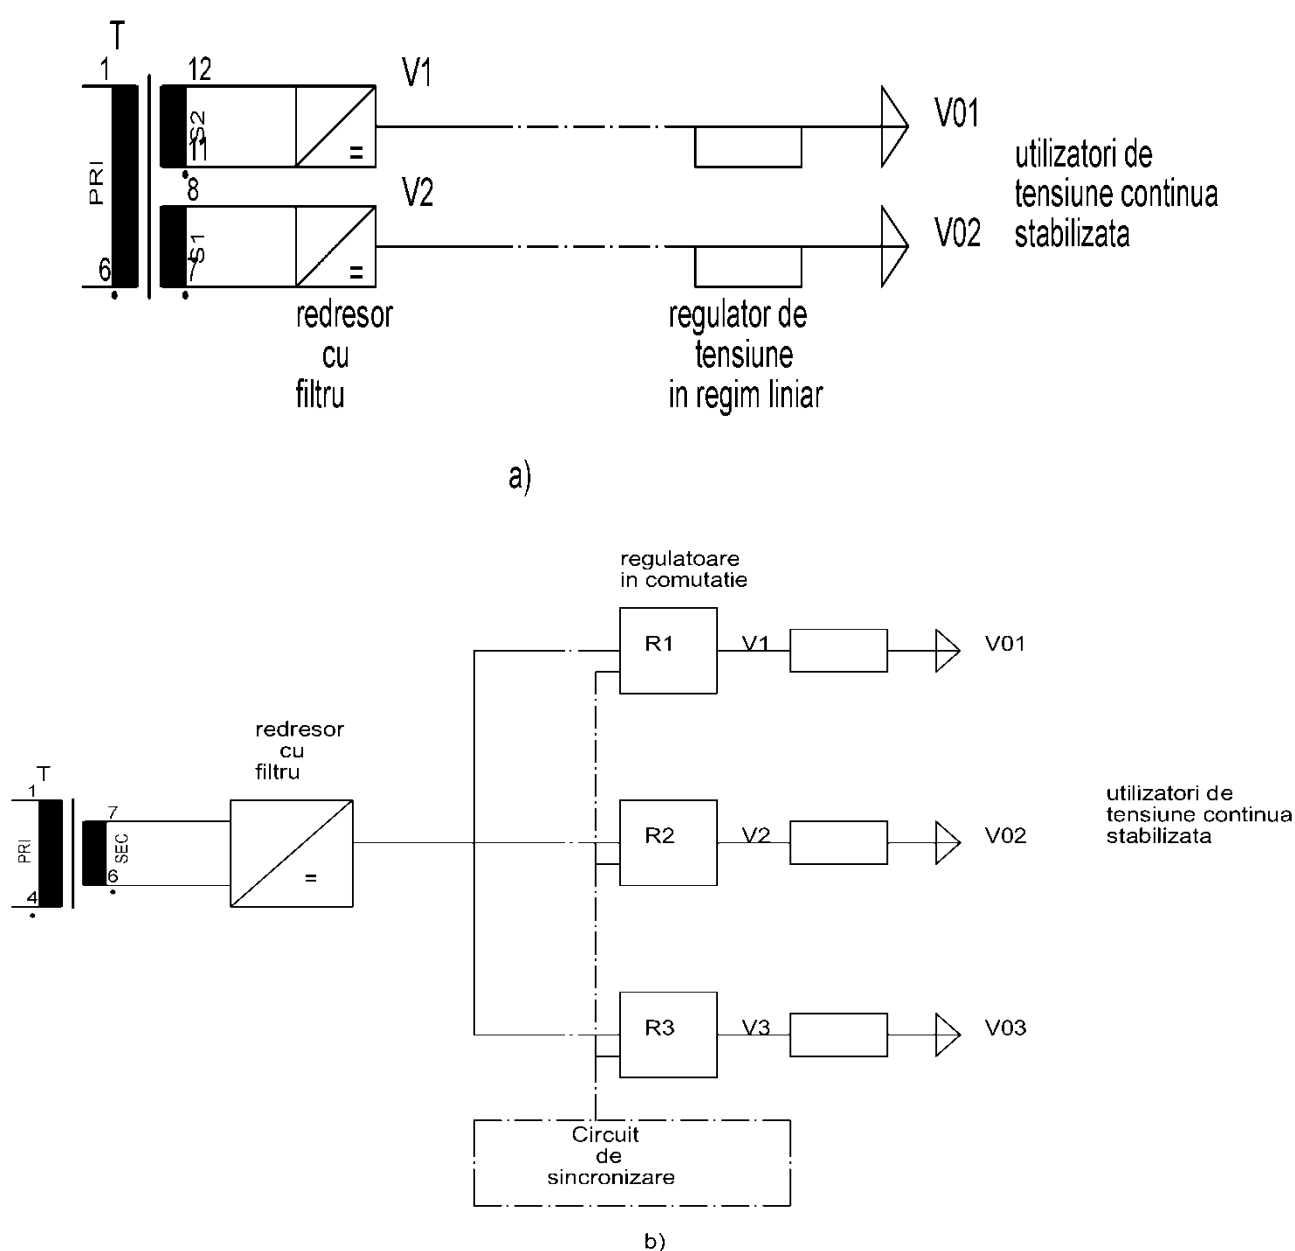 T
1
12
V1
S2
=
11
V01
PRI
8
V2
S1
=
6
7
V02
utilizatori de
tensiune continua
stabilizata
redresor
cu
filtru
regulator de
tensiune
in regim liniar
a)
regulatoare
in comutatie
R1
V1
V01
redresor
cu
filtru
T
1
7
PRI
SEC
4
6
=
R2
V2
V02
utilizatori de
tensiune continua
stabilizata
R3
V3
V03
Circuit
de
sincronizare
b)